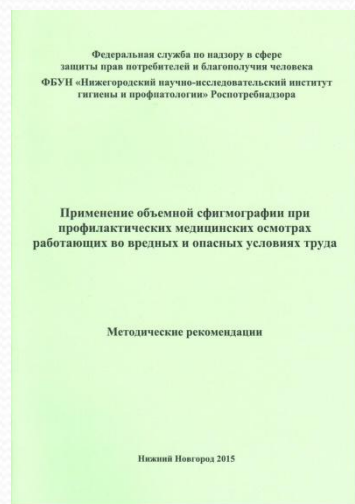 Федеральная служба по надзору в сфере
защиты прав потребителей и благополучия человека
ФБУН «Нижегородский научно-исследовательский институт
гигиены и профпатологии» Роспотребнадзора
Применение объемной сфигмографии при
профилактических медицинских осмотрах
работающих во вредных и опасных условиях труда
Методические рекомендации
Нижний Новгород 2015